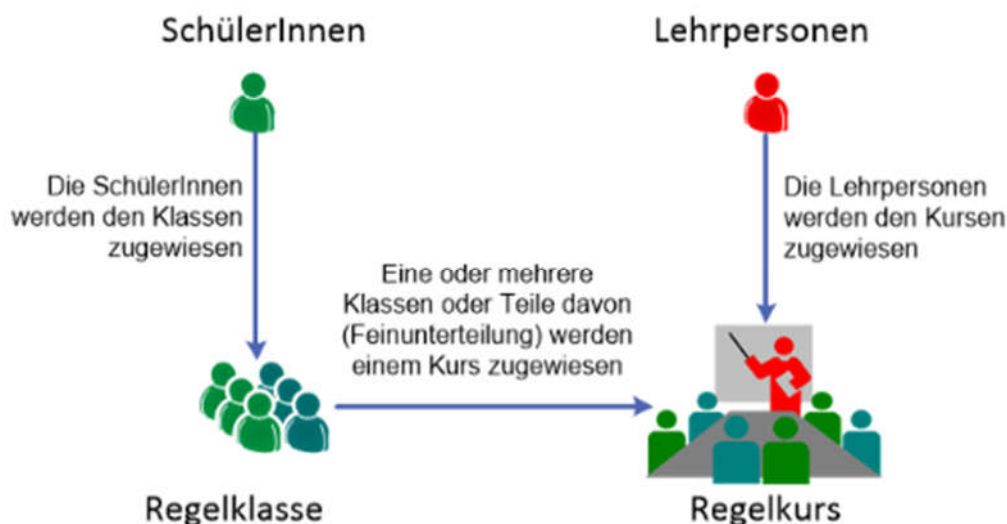 SchülerInnen
Lehrpersonen
Die SchülerInnen
werden den Klassen
zugewiesen
Die Lehrpersonen
werden den Kursen
zugewiesen
Eine oder mehrere
Klassen oder Teile davon
(Feinunterteilung) werden
einem Kurs zugewiesen
Regelklasse
Regelkurs